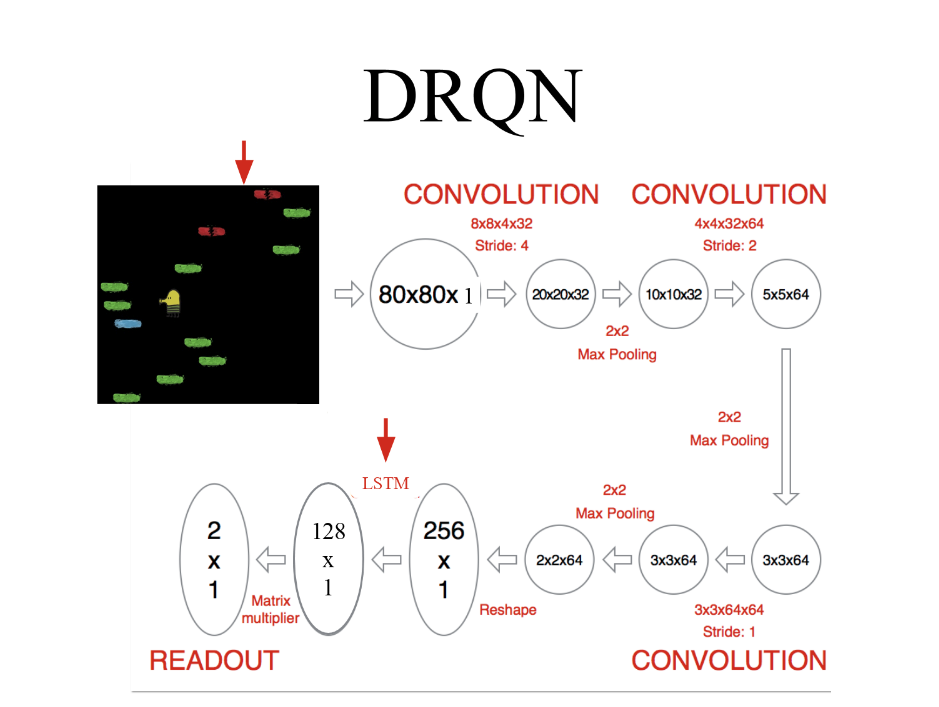 DRQN
CONVOLUTION
8x8x4x32
Stride: 4
CONVOLUTION
4x4x32x64
Stride: 2
80x80x 1
20x20x32
10x10x32
5x5x64
2x2
Max Pooling
2x2
Max Pooling
LSTM
2x2
Max Pooling
2
x
1
128
x
1
256
x
1
2x2x64
3x3x64
3x3x64
Matrix
multiplier
Reshape
3x3x64x64
Stride: 1
READOUT
CONVOLUTION